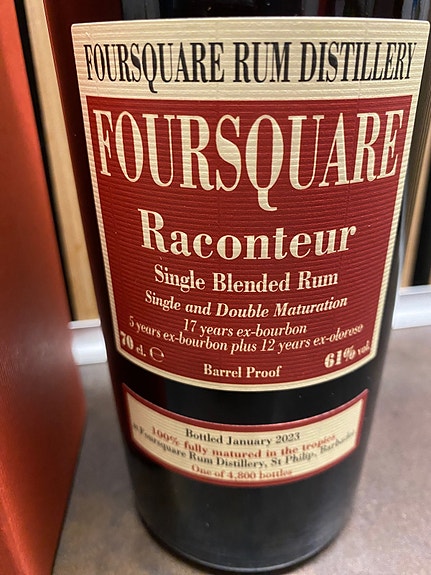 FOURSQUARE RUM DISTILLERY
FOURSQUARE
Raconteur
Single Blended Rum
Single and Double Maturation
17 years ex-bourbon
5 years ex-bourbon plus 12 years ex-oloroso
70 cl. ℮
61% vol.
Barrel Proof
Bottled January 2023
100% fully matured in the tropics
Foursquare Rum Distillery, St Philip, Barbados
One of 4,800 bottles